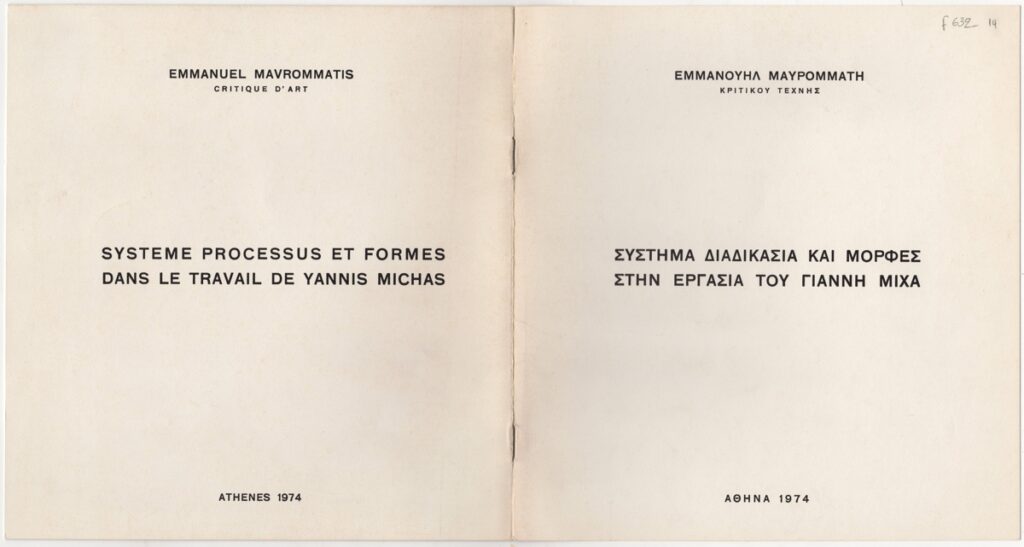 EMMANUEL MAVROMMATIS
CRITIQUE D'ART
SYSTEME PROCESSUS ET FORMES
DANS LE TRAVAIL DE YANNIS MICHAS
ATHENES 1974
f 632 14
ΕΜΜΑΝΟΥΗΛ ΜΑΥΡΟΜΜΑΤΗ
ΚΡΙΤΙΚΟΥ ΤΕΧΝΗΣ
ΣΥΣΤΗΜΑ ΔΙΑΔΙΚΑΣΙΑ ΚΑΙ ΜΟΡΦΕΣ
ΣΤΗΝ ΕΡΓΑΣΙΑ ΤΟΥ ΓΙΑΝΝΗ ΜΙΧΑ
ΑΘΗΝΑ 1974